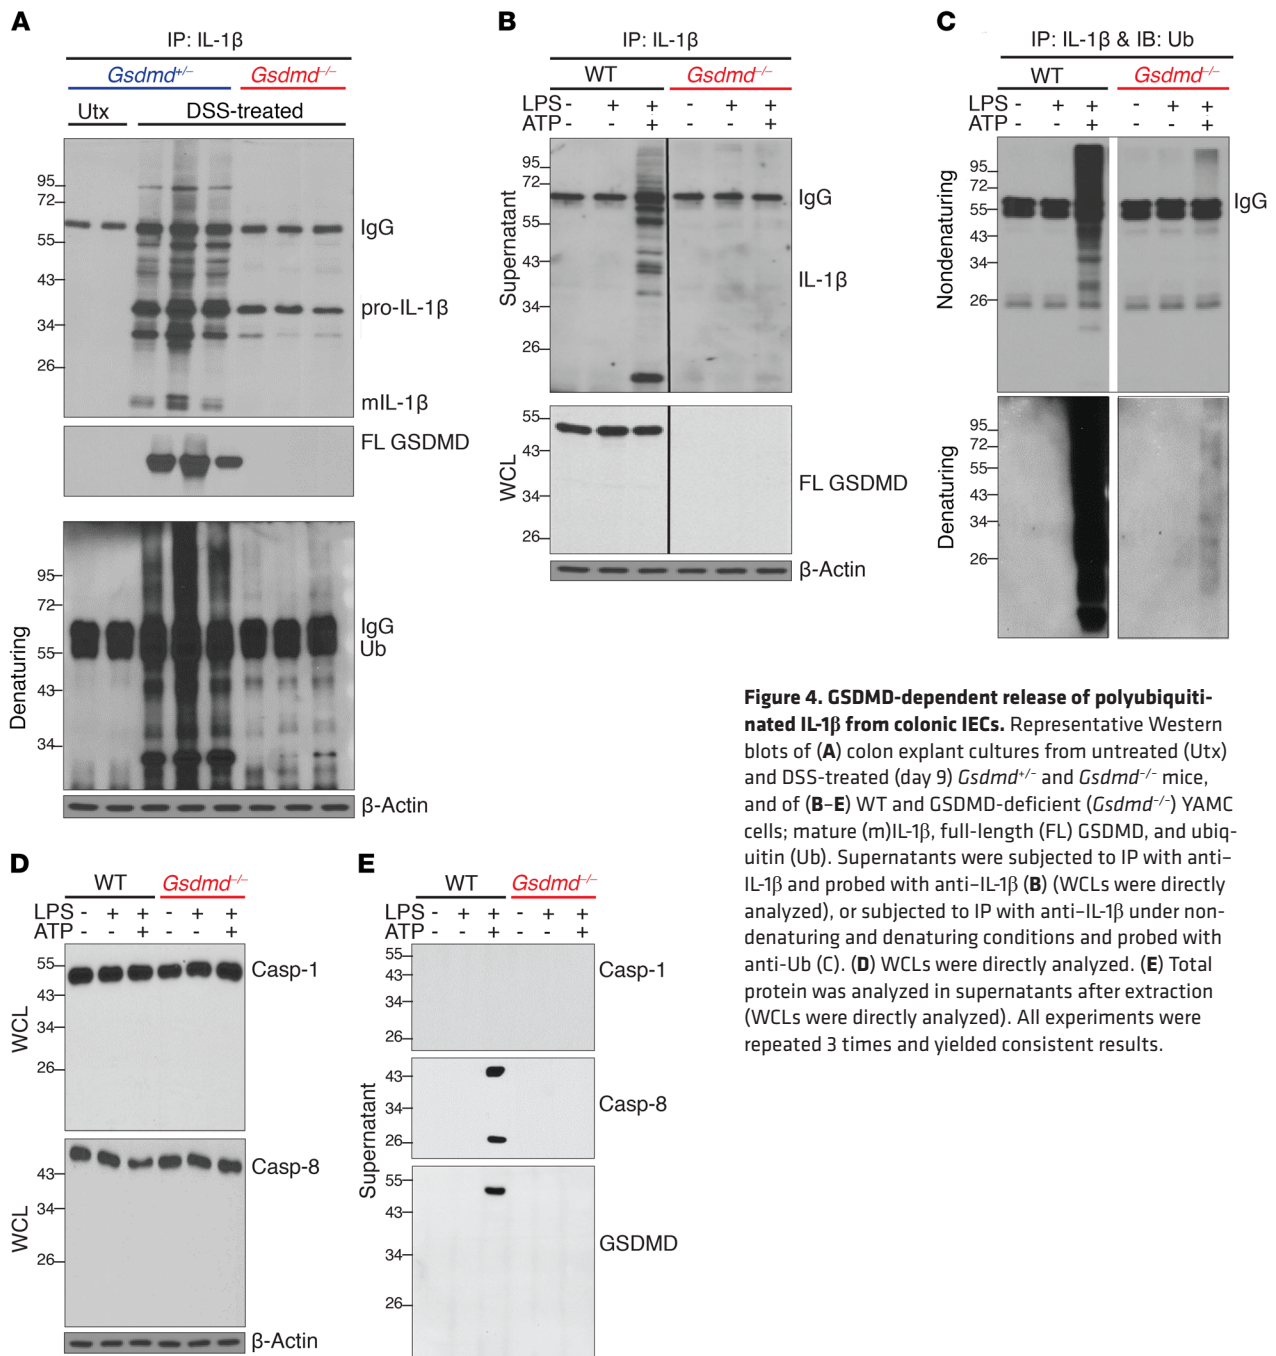 A
IP: IL-1β
Gsdmd+/– Gsdmd–/–
Utx DSS-treated
95
72
55
43
34
26
IgG
pro-IL-1β
mIL-1β
FL GSDMD
Denaturing
95
72
55
43
34
IgG
Ub
β-Actin
B
IP: IL-1β
WT Gsdmd–/–
LPS - + + - + +
ATP - - + - - +
Supernatant
95
72
55
43
34
26
IgG
IL-1β
WCL
55
43
34
26
FL GSDMD
β-Actin
C
IP: IL-1β & IB: Ub
WT Gsdmd–/–
LPS - + + - + +
ATP - - + - - +
Nondenaturing
95
72
55
43
34
26
IgG
Denaturing
95
72
55
43
34
26
Figure 4. GSDMD-dependent release of polyubiquiti-
nated IL-1β from colonic IECs. Representative Western
blots of (A) colon explant cultures from untreated (Utx)
and DSS-treated (day 9) Gsdmd+/– and Gsdmd–/– mice,
and of (B–E) WT and GSDMD-deficient (Gsdmd–/–) YAMC
cells; mature (m)IL-1β, full-length (FL) GSDMD, and ubiq-
uitin (Ub). Supernatants were subjected to IP with anti–
IL-1β and probed with anti–IL-1β (B) (WCLs were directly
analyzed), or subjected to IP with anti–IL-1β under non-
denaturing and denaturing conditions and probed with
anti-Ub (C). (D) WCLs were directly analyzed. (E) Total
protein was analyzed in supernatants after extraction
(WCLs were directly analyzed). All experiments were
repeated 3 times and yielded consistent results.
D
WT Gsdmd–/–
LPS - + + - + +
ATP - - + - - +
WCL
55
43
34
26
Casp-1
WCL
43
34
26
Casp-8
β-Actin
E
WT Gsdmd–/–
LPS - + + - + +
ATP - - + - - +
Supernatant
55
43
34
26
Casp-1
43
34
26
Casp-8
55
43
34
26
GSDMD